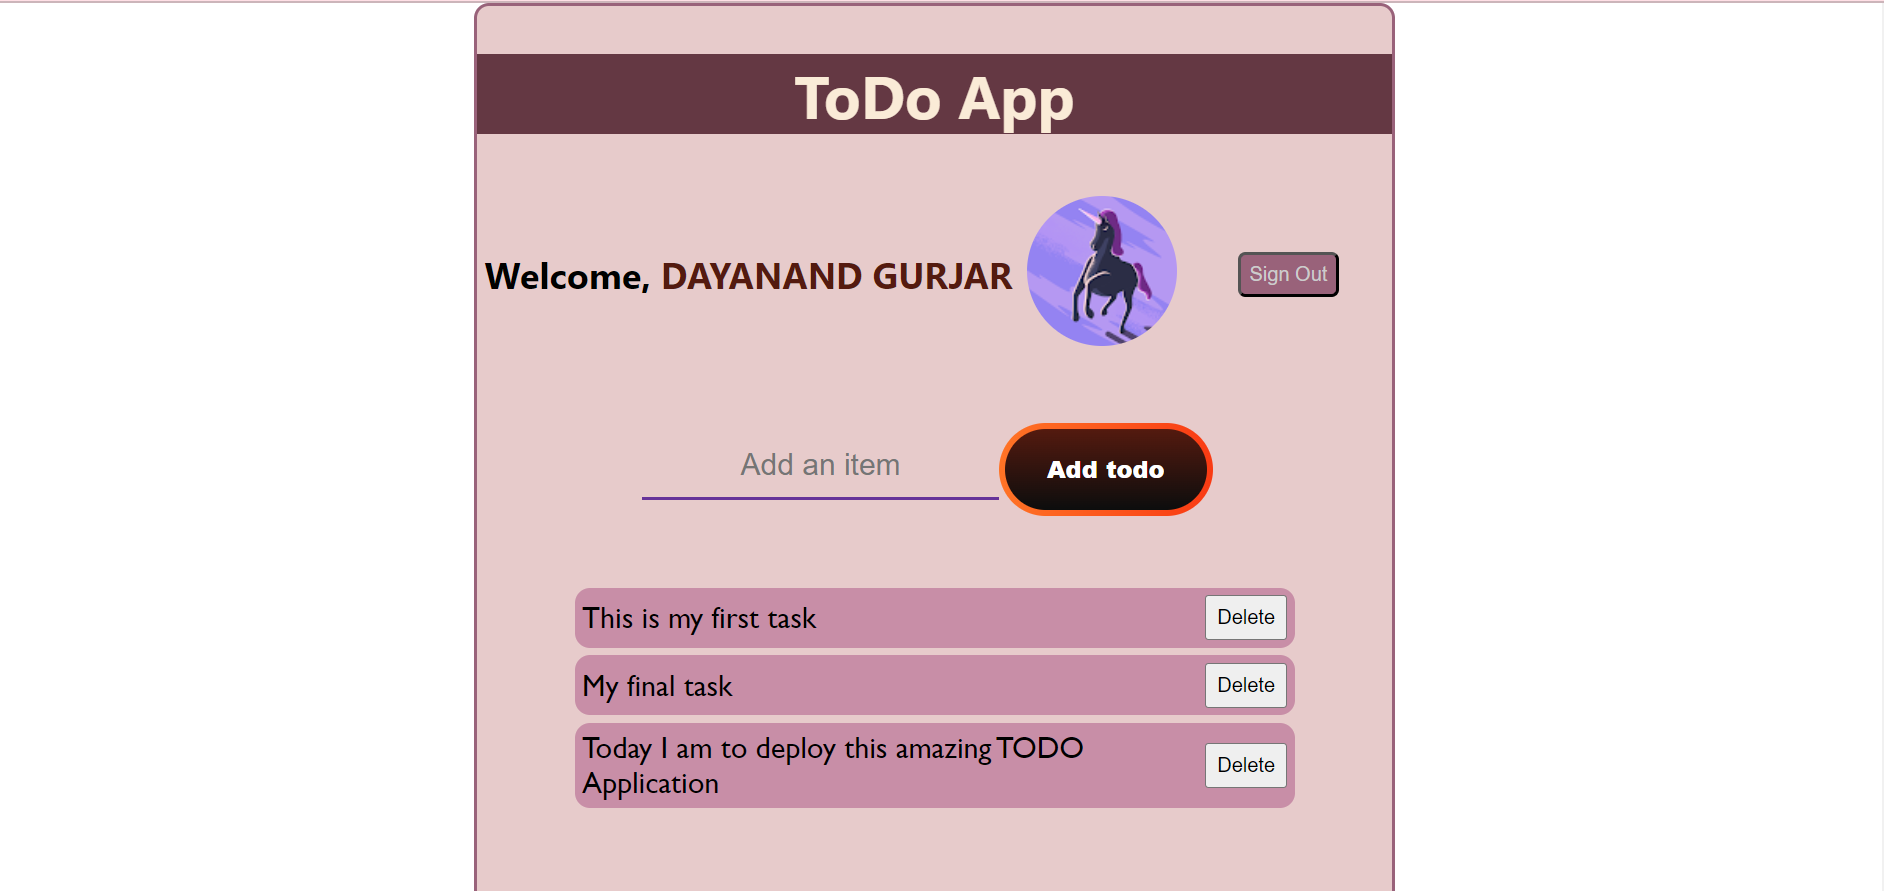 ToDo App
Welcome, DAYANAND GURJAR
Sign Out
Add an item
Add todo
This is my first task
Delete
My final task
Delete
Today I am to deploy this amazing TODO
Application
Delete